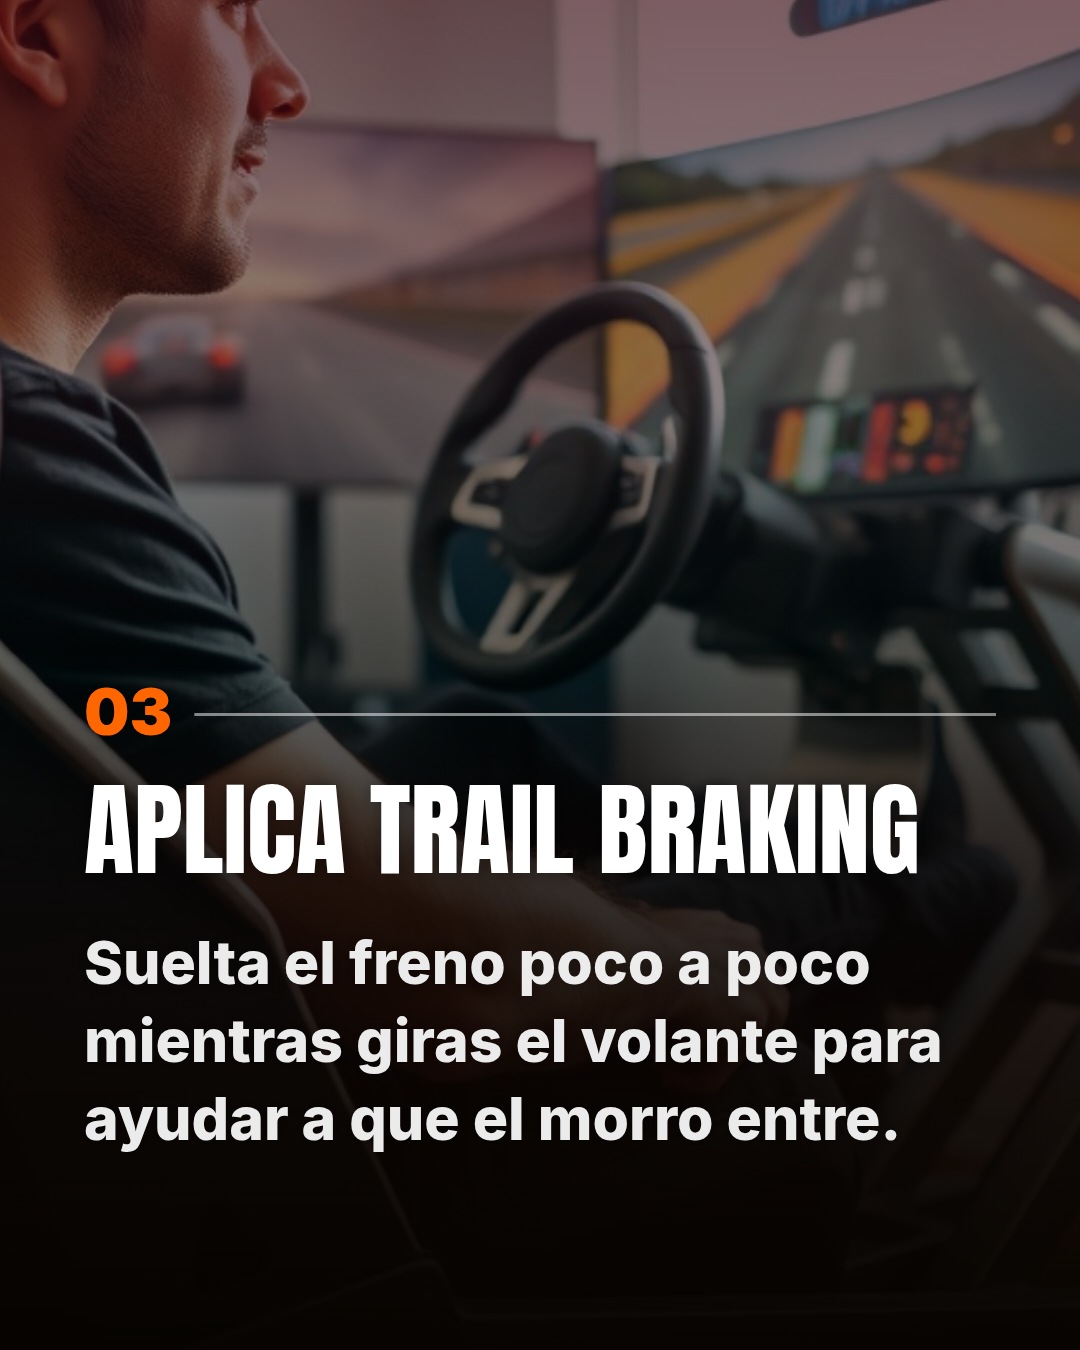 03
APLICA TRAIL BRAKING
Suelta el freno poco a poco
mientras giras el volante para
ayudar a que el morro entre.